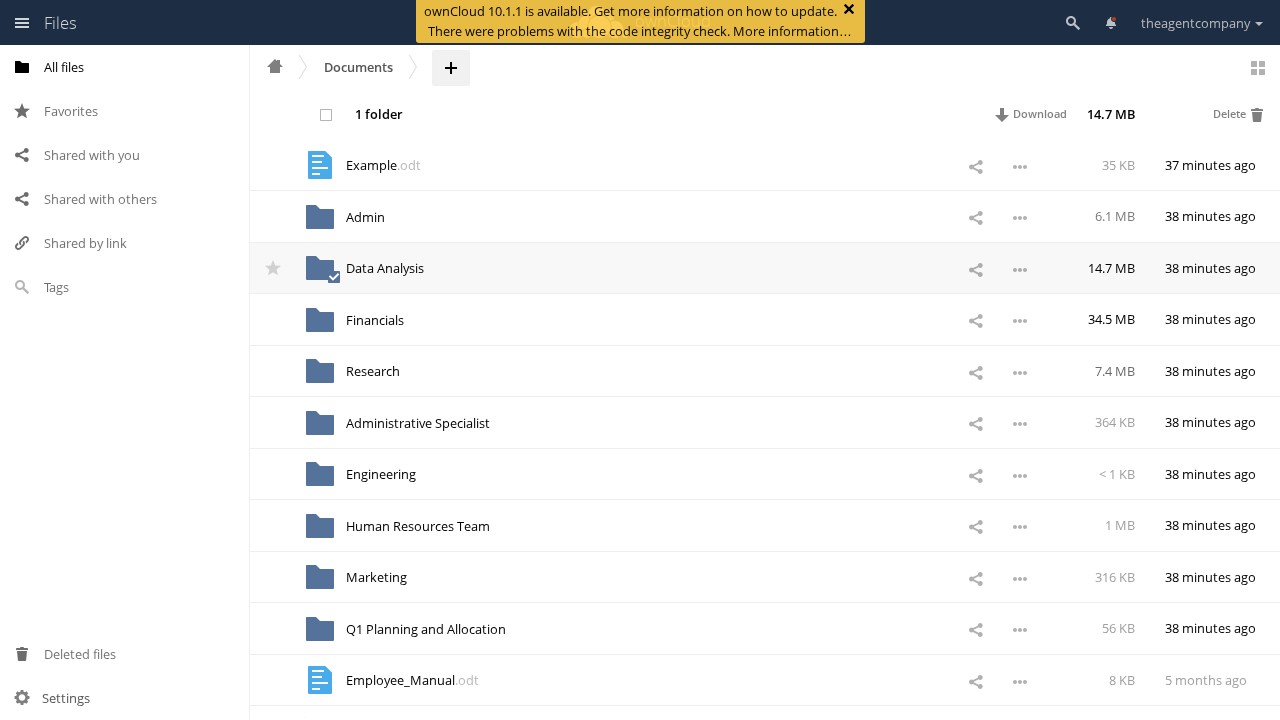 Files
ownCloud 10.1.1 is available. Get more information on how to update.
There were problems with the code integrity check. More information…
theagentcompany
All files
Favorites
Shared with you
Shared with others
Shared by link
Tags
Deleted files
Settings
Documents
1 folder
Download
14.7 MB
Delete
Example.odt
35 KB
37 minutes ago
Admin
6.1 MB
38 minutes ago
Data Analysis
14.7 MB
38 minutes ago
Financials
34.5 MB
38 minutes ago
Research
7.4 MB
38 minutes ago
Administrative Specialist
364 KB
38 minutes ago
Engineering
< 1 KB
38 minutes ago
Human Resources Team
1 MB
38 minutes ago
Marketing
316 KB
38 minutes ago
Q1 Planning and Allocation
56 KB
38 minutes ago
Employee_Manual.odt
8 KB
5 months ago